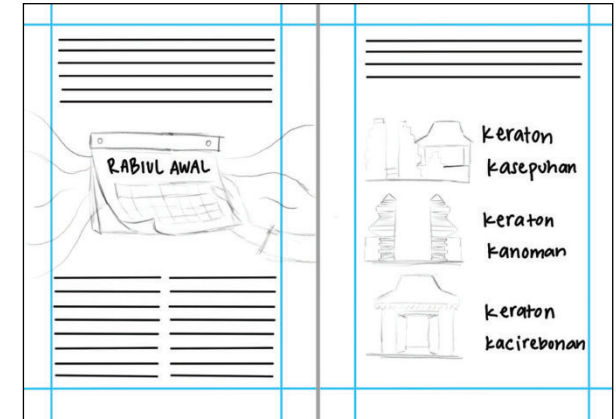 RABIUL AWAL
keraton
kasepuhan
keraton
kanoman
keraton
kacirebonan